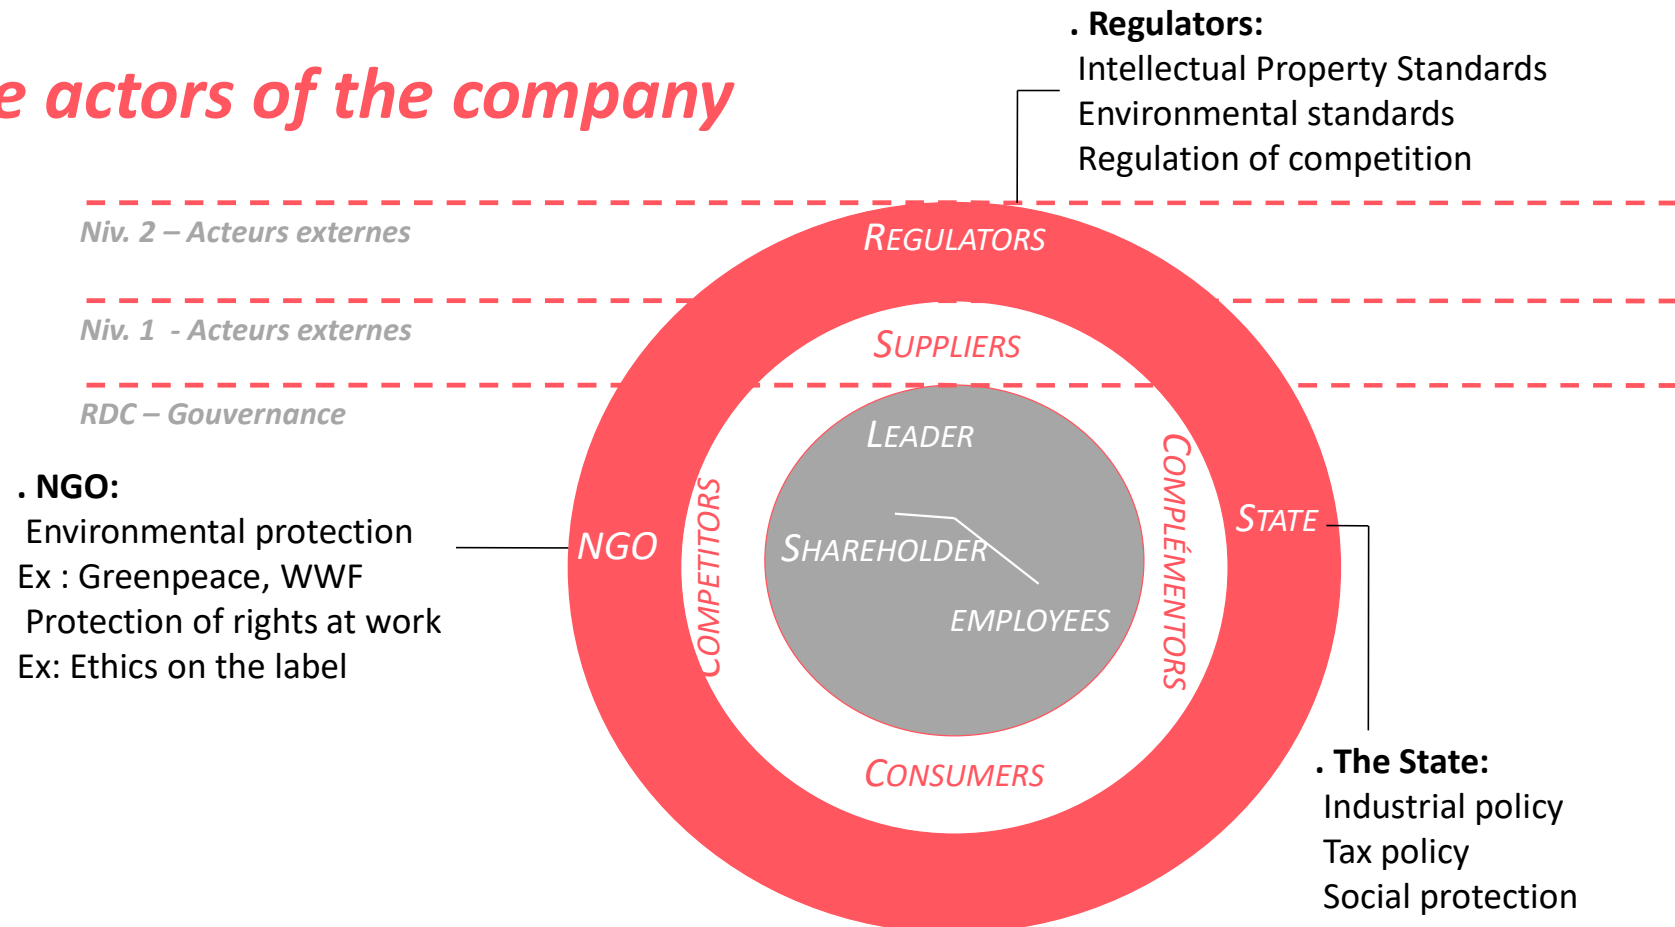 . Regulators:
Intellectual Property Standards
Environmental standards
Regulation of competition
e actors of the company
Niv. 2 – Acteurs externes
REGULATORS
Niv. 1 - Acteurs externes
SUPPLIERS
RDC – Gouvernance
LEADER
. NGO:
Environmental protection
Ex : Greenpeace, WWF
Protection of rights at work
Ex: Ethics on the label
NGO
COMPETITORS
SHAREHOLDER
EMPLOYEES
COMPLÉMENTORS
STATE
CONSUMERS
. The State:
Industrial policy
Tax policy
Social protection